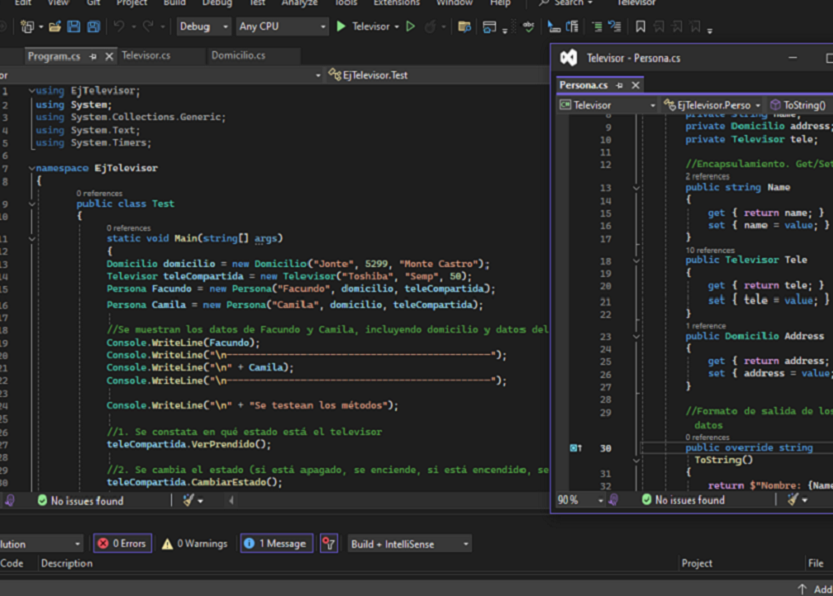 Edit View Git Project Build Debug Test Analyze Tools Extensions Window Help Search Televisor
Debug Any CPU Televisor
Program.cs Televisor.cs Domicilio.cs
EjTelevisor.Test
1 using EjTelevisor;
2 using System;
3 using System.Collections.Generic;
4 using System.Text;
5 using System.Timers;
6
7 namespace EjTelevisor
8 {
0 references
9 public class Test
10 {
0 references
11 static void Main(string[] args)
12 {
13 Domicilio domicilio = new Domicilio("Jonte", 5299, "Monte Castro");
14 Televisor teleCompartida = new Televisor("Toshiba", "Semp", 50);
15 Persona Facundo = new Persona("Facundo", domicilio, teleCompartida);
16 Persona Camila = new Persona("Camila", domicilio, teleCompartida);
17
18 //Se muestran los datos de Facundo y Camila, incluyendo domicilio y datos del
19 Console.WriteLine(Facundo);
20 Console.WriteLine("\n--------------------------------------------");
21 Console.WriteLine("\n" + Camila);
22 Console.WriteLine("\n--------------------------------------------");
23
24 Console.WriteLine("\n" + "Se testean los métodos");
25
26 //1. Se constata en qué estado está el televisor
27 teleCompartida.VerPrendido();
28
29 //2. Se cambia el estado (si está apagado, se enciende, si está encendido, se
30 teleCompartida.CambiarEstado();
No issues found
Televisor - Persona.cs
Persona.cs
Televisor EjTelevisor.Perso ToString()
8 private string name;
9 private Domicilio address;
10 private Televisor tele;
11
12 //Encapsulamiento. Get/Set
2 references
13 public string Name
14 {
15 get { return name; }
16 set { name = value; }
17 }
10 references
18 public Televisor Tele
19 {
20 get { return tele; }
21 set { tele = value; }
22 }
1 reference
23 public Domicilio Address
24 {
25 get { return address;
26 set { address = value;
27 }
28
29 //Formato de salida de los
datos
0 references
30 public override string
ToString()
31 {
32 return $"Nombre: {Name
90 % No issues found
lution 0 Errors 0 Warnings 1 Message Build + IntelliSense
Code Description Project File
Add